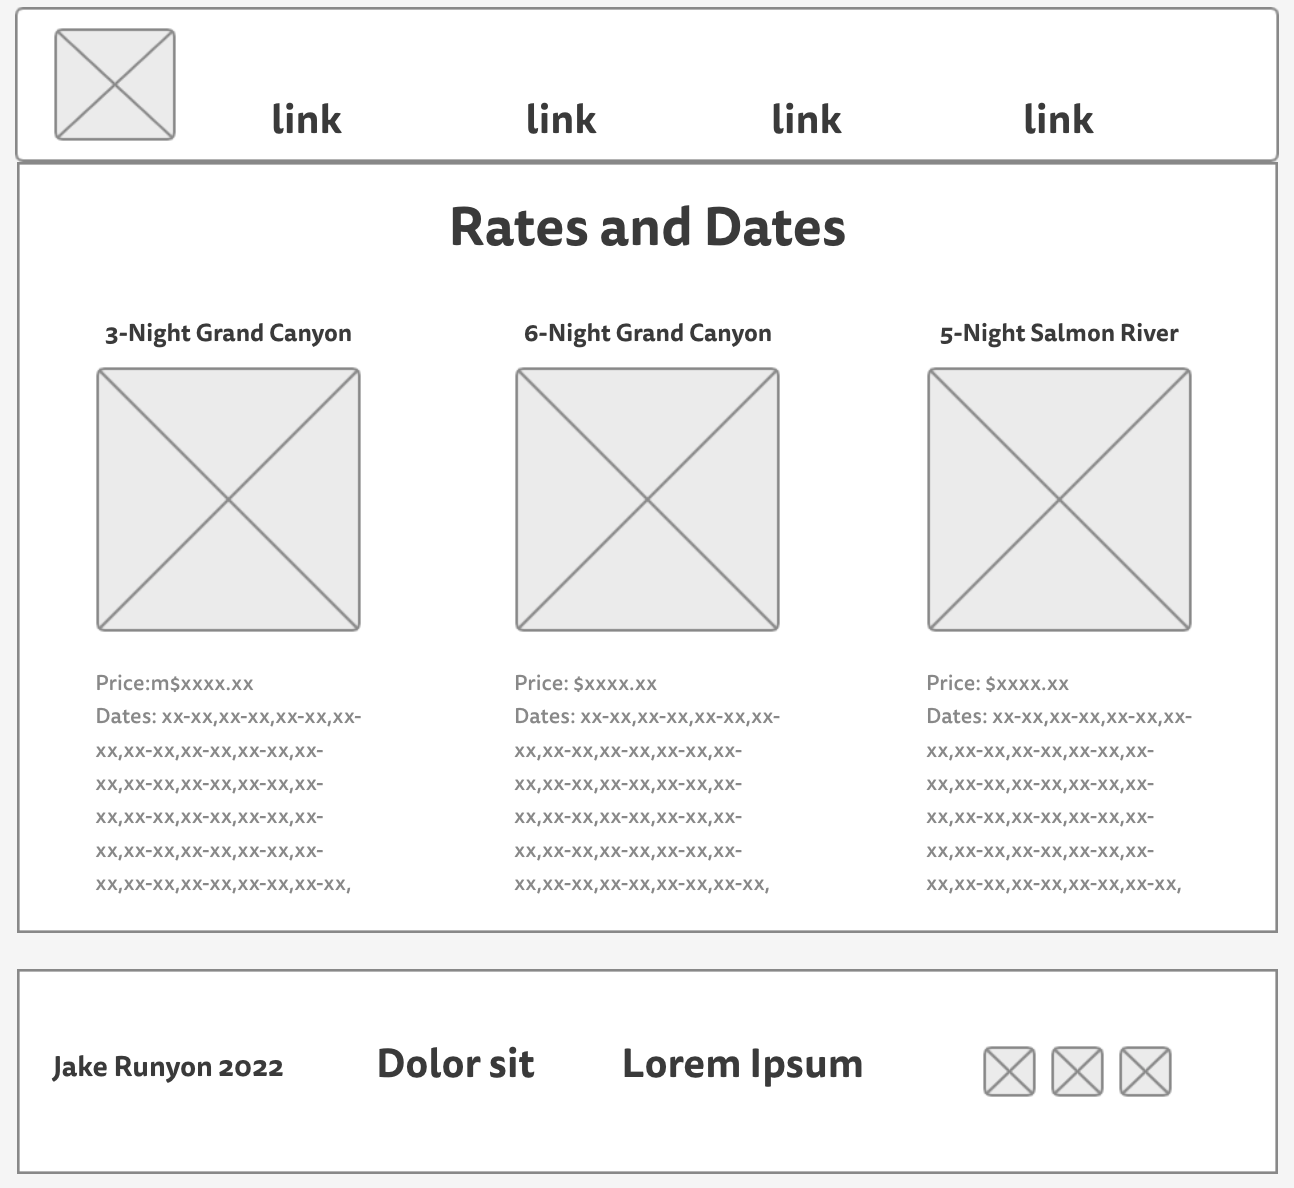 link link link link
Rates and Dates
3-Night Grand Canyon
6-Night Grand Canyon
5-Night Salmon River
Price:m$xxxx.xx
Dates: xx-xx,xx-xx,xx-xx,xx-
xx,xx-xx,xx-xx,xx-xx,xx-
xx,xx-xx,xx-xx,xx-xx,xx-
xx,xx-xx,xx-xx,xx-xx,xx-
xx,xx-xx,xx-xx,xx-xx,xx-
xx,xx-xx,xx-xx,xx-xx,xx-xx,
Price: $xxxx.xx
Dates: xx-xx,xx-xx,xx-xx,xx-
xx,xx-xx,xx-xx,xx-xx,xx-
xx,xx-xx,xx-xx,xx-xx,xx-
xx,xx-xx,xx-xx,xx-xx,xx-
xx,xx-xx,xx-xx,xx-xx,xx-
xx,xx-xx,xx-xx,xx-xx,xx-xx,
Price: $xxxx.xx
Dates: xx-xx,xx-xx,xx-xx,xx-
xx,xx-xx,xx-xx,xx-xx,xx-
xx,xx-xx,xx-xx,xx-xx,xx-
xx,xx-xx,xx-xx,xx-xx,xx-
xx,xx-xx,xx-xx,xx-xx,xx-
xx,xx-xx,xx-xx,xx-xx,xx-xx,
Jake Runyon 2022 Dolor sit Lorem Ipsum